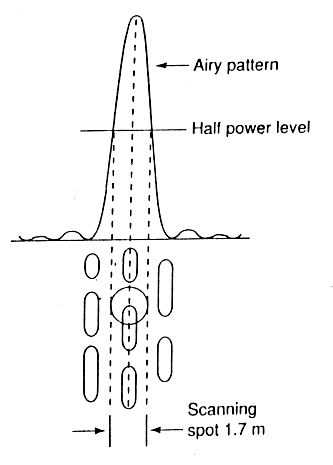 Airy pattern
Half power level
Scanning
spot 1.7 m